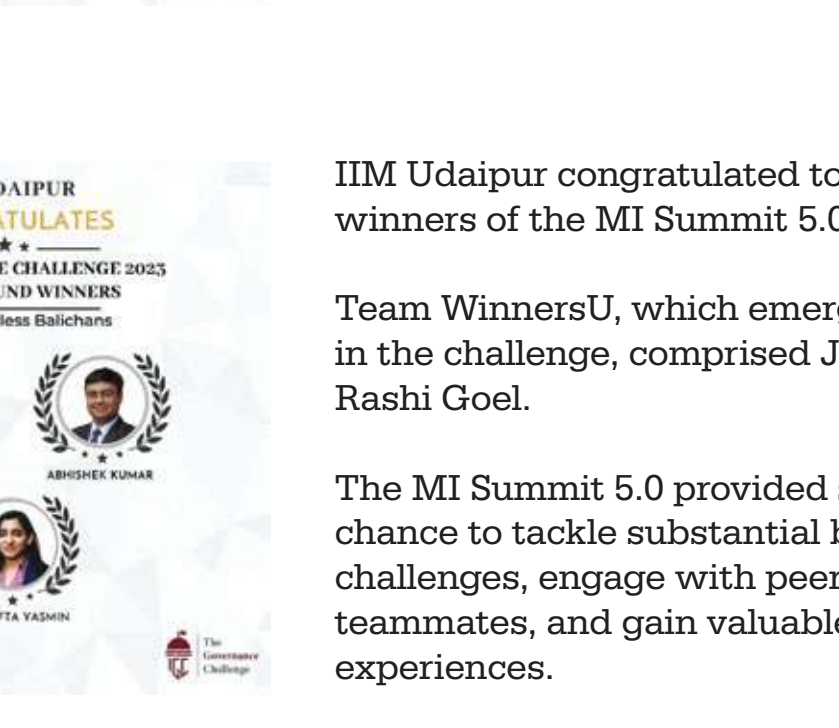 DAIPUR
ATULATES
E CHALLENGE 2023
UND WINNERS
less Balichans
ABHISHEK KUMAR
FTA YASMIN
The
Governance
Challenge
IIM Udaipur congratulated to
winners of the MI Summit 5.0
Team WinnersU, which emerg
in the challenge, comprised J
Rashi Goel.
The MI Summit 5.0 provided s
chance to tackle substantial b
challenges, engage with peer
teammates, and gain valuable
experiences.